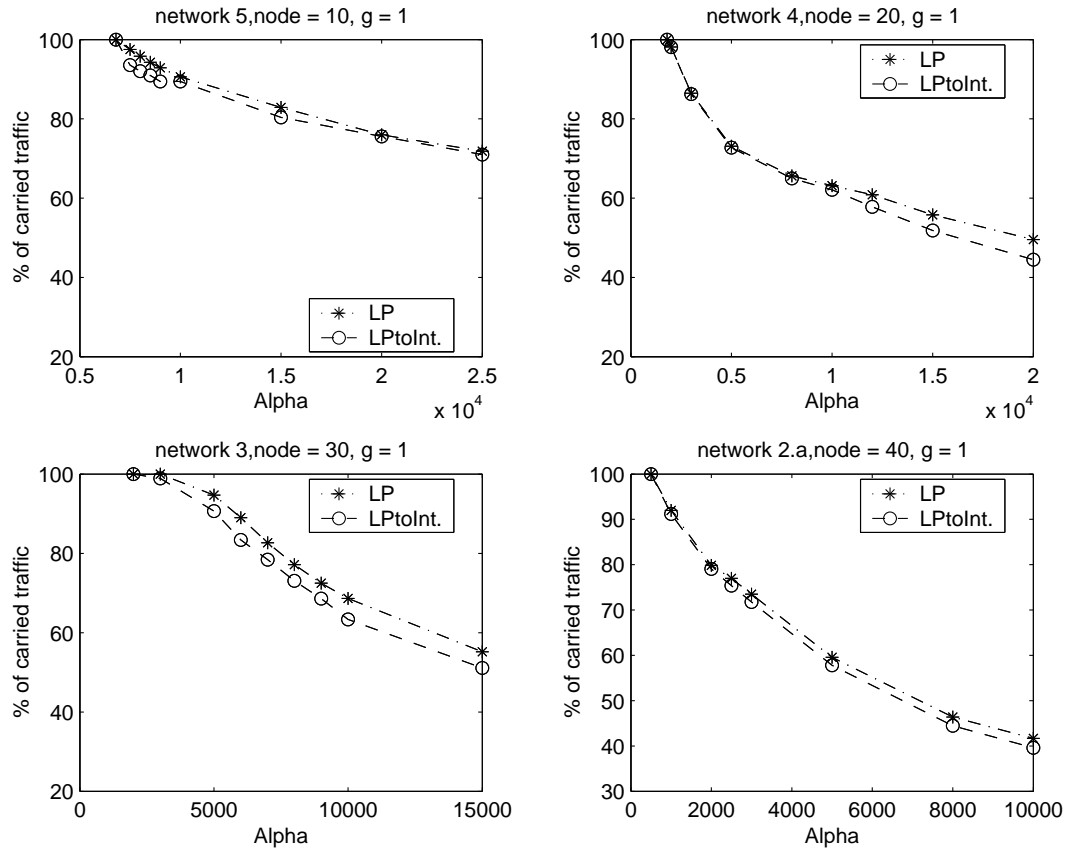 network 5,node = 10, g = 1
% of carried traffic
100
80
60
40
20
LP
LPtoInt.
0.5
1
1.5
2
2.5
Alpha
x 10^4
network 4,node = 20, g = 1
% of carried traffic
100
80
60
40
20
LP
LPtoInt.
0
0.5
1
1.5
2
Alpha
x 10^4
network 3,node = 30, g = 1
% of carried traffic
100
80
60
40
20
LP
LPtoInt.
0
5000
10000
15000
Alpha
network 2.a,node = 40, g = 1
% of carried traffic
100
90
80
70
60
50
40
30
LP
LPtoInt.
0
2000
4000
6000
8000
10000
Alpha